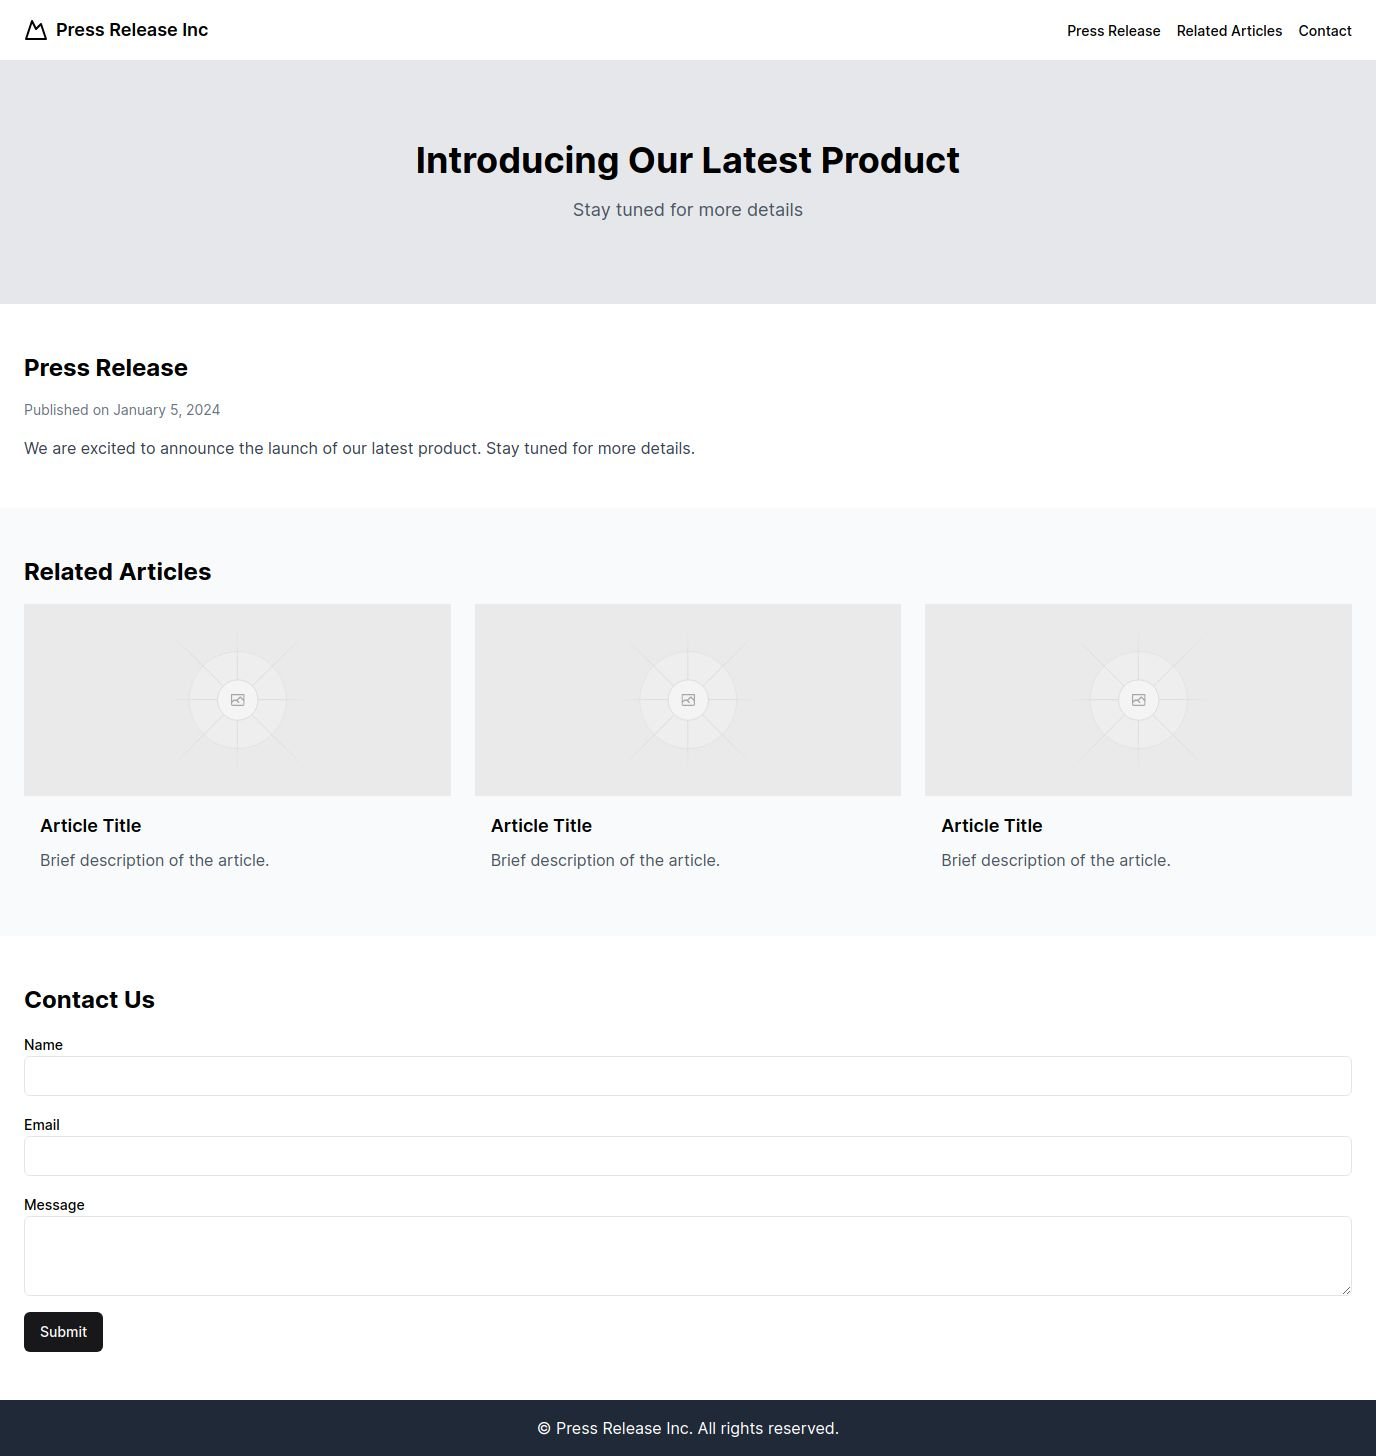 Press Release Inc
Press Release
Related Articles
Contact
Introducing Our Latest Product
Stay tuned for more details
Press Release
Published on January 5, 2024
We are excited to announce the launch of our latest product. Stay tuned for more details.
Related Articles
Article Title
Brief description of the article.
Article Title
Brief description of the article.
Article Title
Brief description of the article.
Contact Us
Name
Email
Message
Submit
© Press Release Inc. All rights reserved.